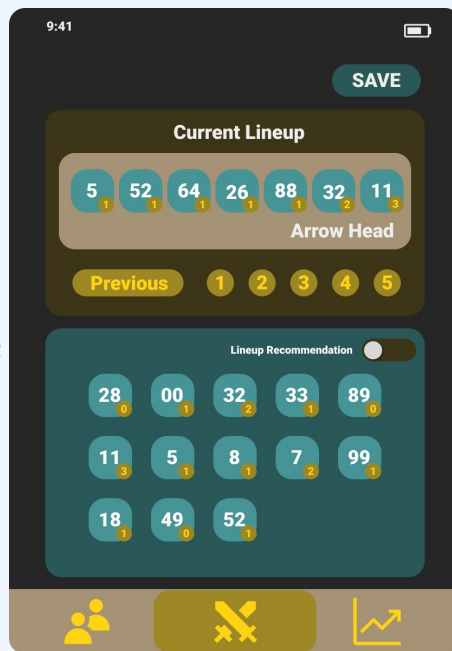 9:41
SAVE
Current Lineup
5 1 52 1 64 1 26 1 88 1 32 2 11 3
Arrow Head
Previous 1 2 3 4 5
Lineup Recommendation
28 0 00 1 32 2 33 1 89 0
11 3 5 1 8 1 7 2 99 1
18 1 49 0 52 1